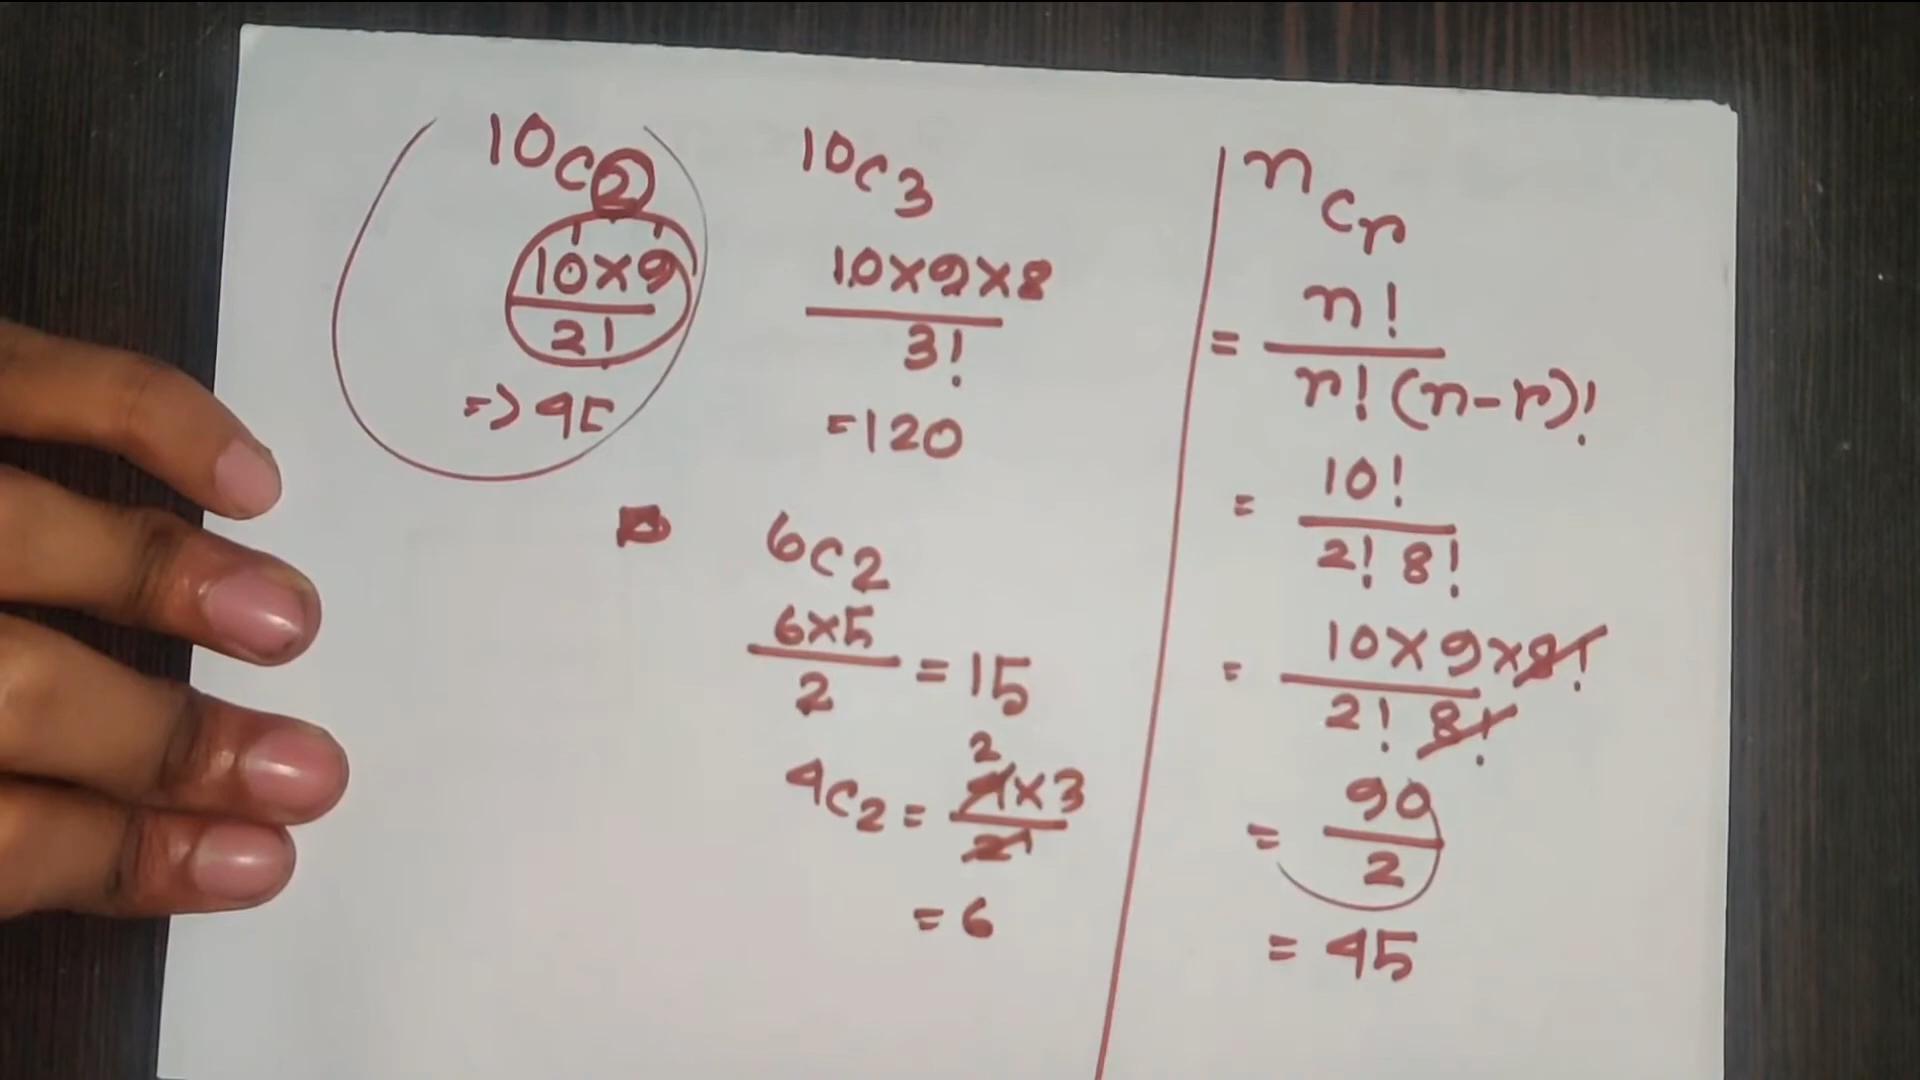 10C2
10×9
2!
=> 45
10C3
10×9×8
3!
=120
6C2
6×5
2
=15
2
4C2 = 4×3
2
= 6
nCr
= n!
r! (n-r)!
= 10!
2! 8!
= 10×9×8!
2! 8!
= 90
2
= 45